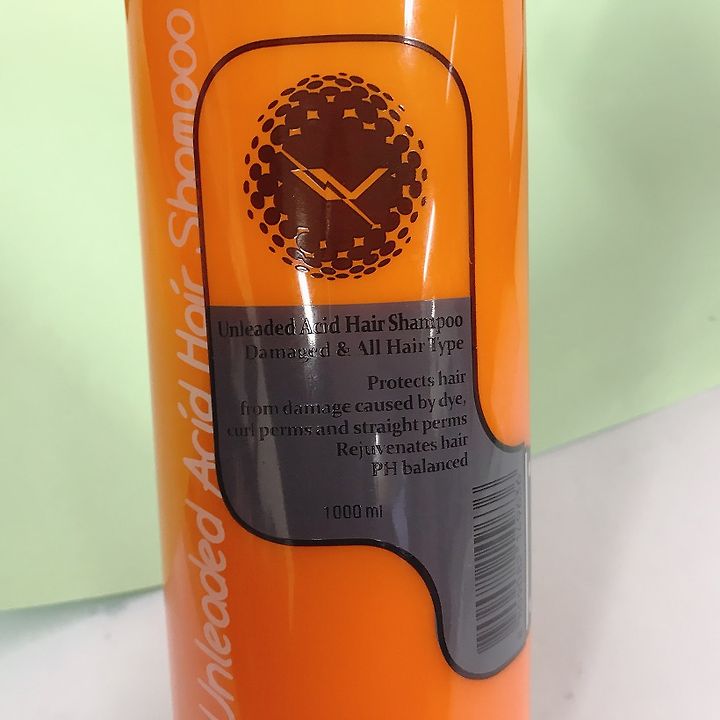 Unleaded Acid Hair Shampoo
Unleaded Acid Hair Shampoo
Damaged & All Hair Type
Protects hair
from damage caused by dye,
curl perms and straight perms
Rejuvenates hair
PH balanced
1000 ml